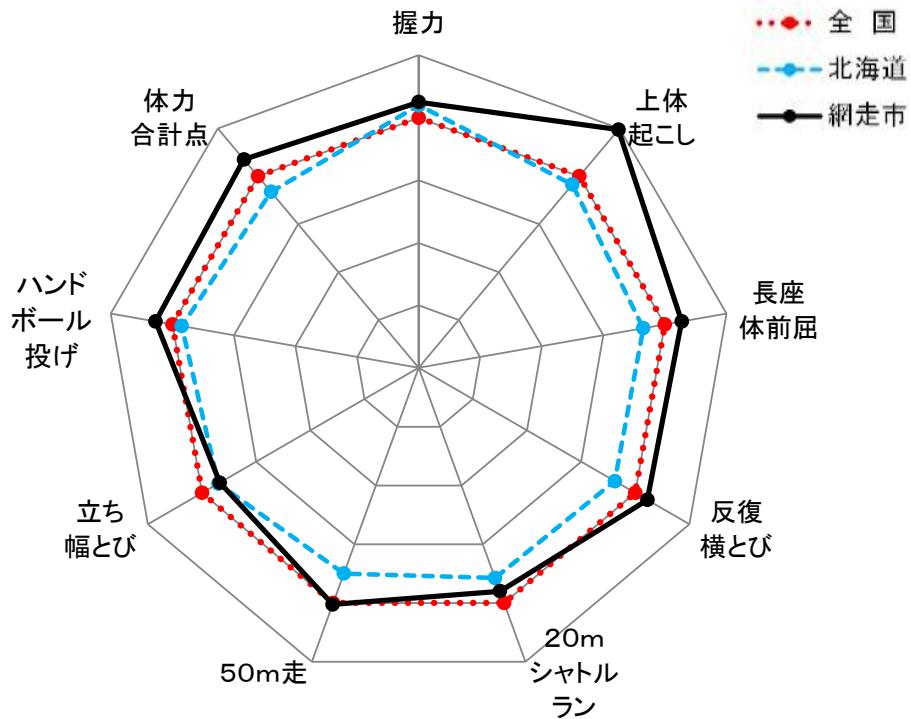 握力
全　国
北海道
網走市
上体
起こし
長座
体前屈
反復
横とび
20m
シャトル
ラン
50m走
立ち
幅とび
ハンド
ボール
投げ
体力
合計点